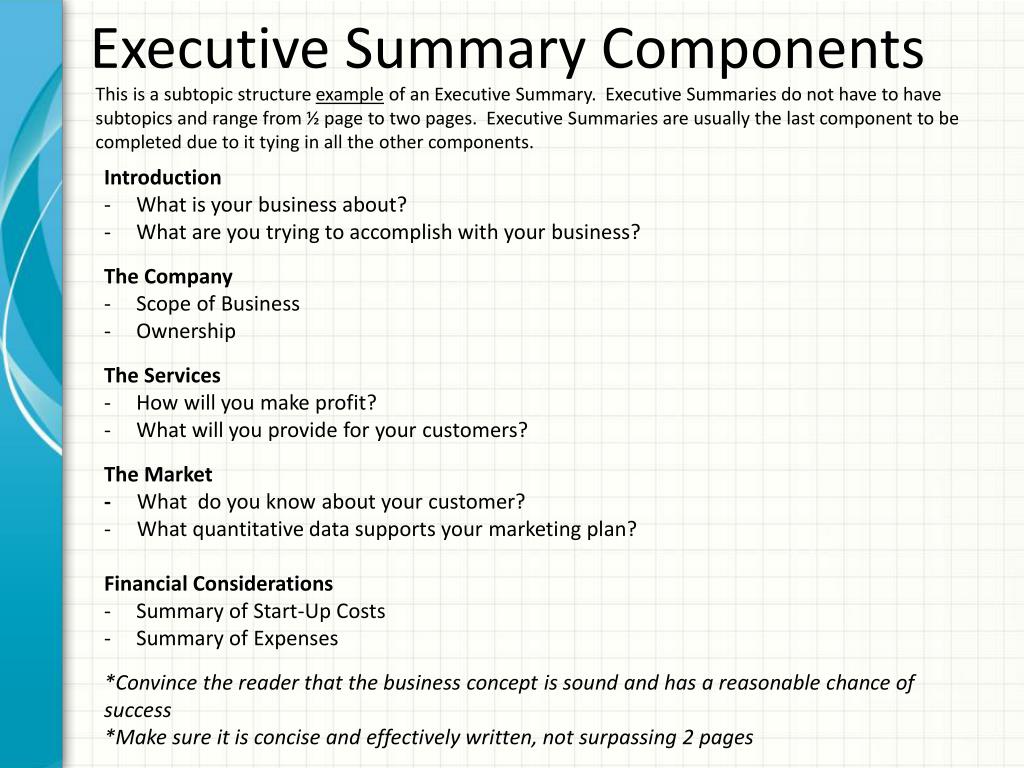 Executive Summary Components
This is a subtopic structure example of an Executive Summary.  Executive Summaries do not have to have
subtopics and range from ½ page to two pages.  Executive Summaries are usually the last component to be
completed due to it tying in all the other components.
Introduction
- What is your business about?
- What are you trying to accomplish with your business?
The Company
- Scope of Business
- Ownership
The Services
- How will you make profit?
- What will you provide for your customers?
The Market
- What  do you know about your customer?
- What quantitative data supports your marketing plan?
Financial Considerations
- Summary of Start-Up Costs
- Summary of Expenses
*Convince the reader that the business concept is sound and has a reasonable chance of
success
*Make sure it is concise and effectively written, not surpassing 2 pages